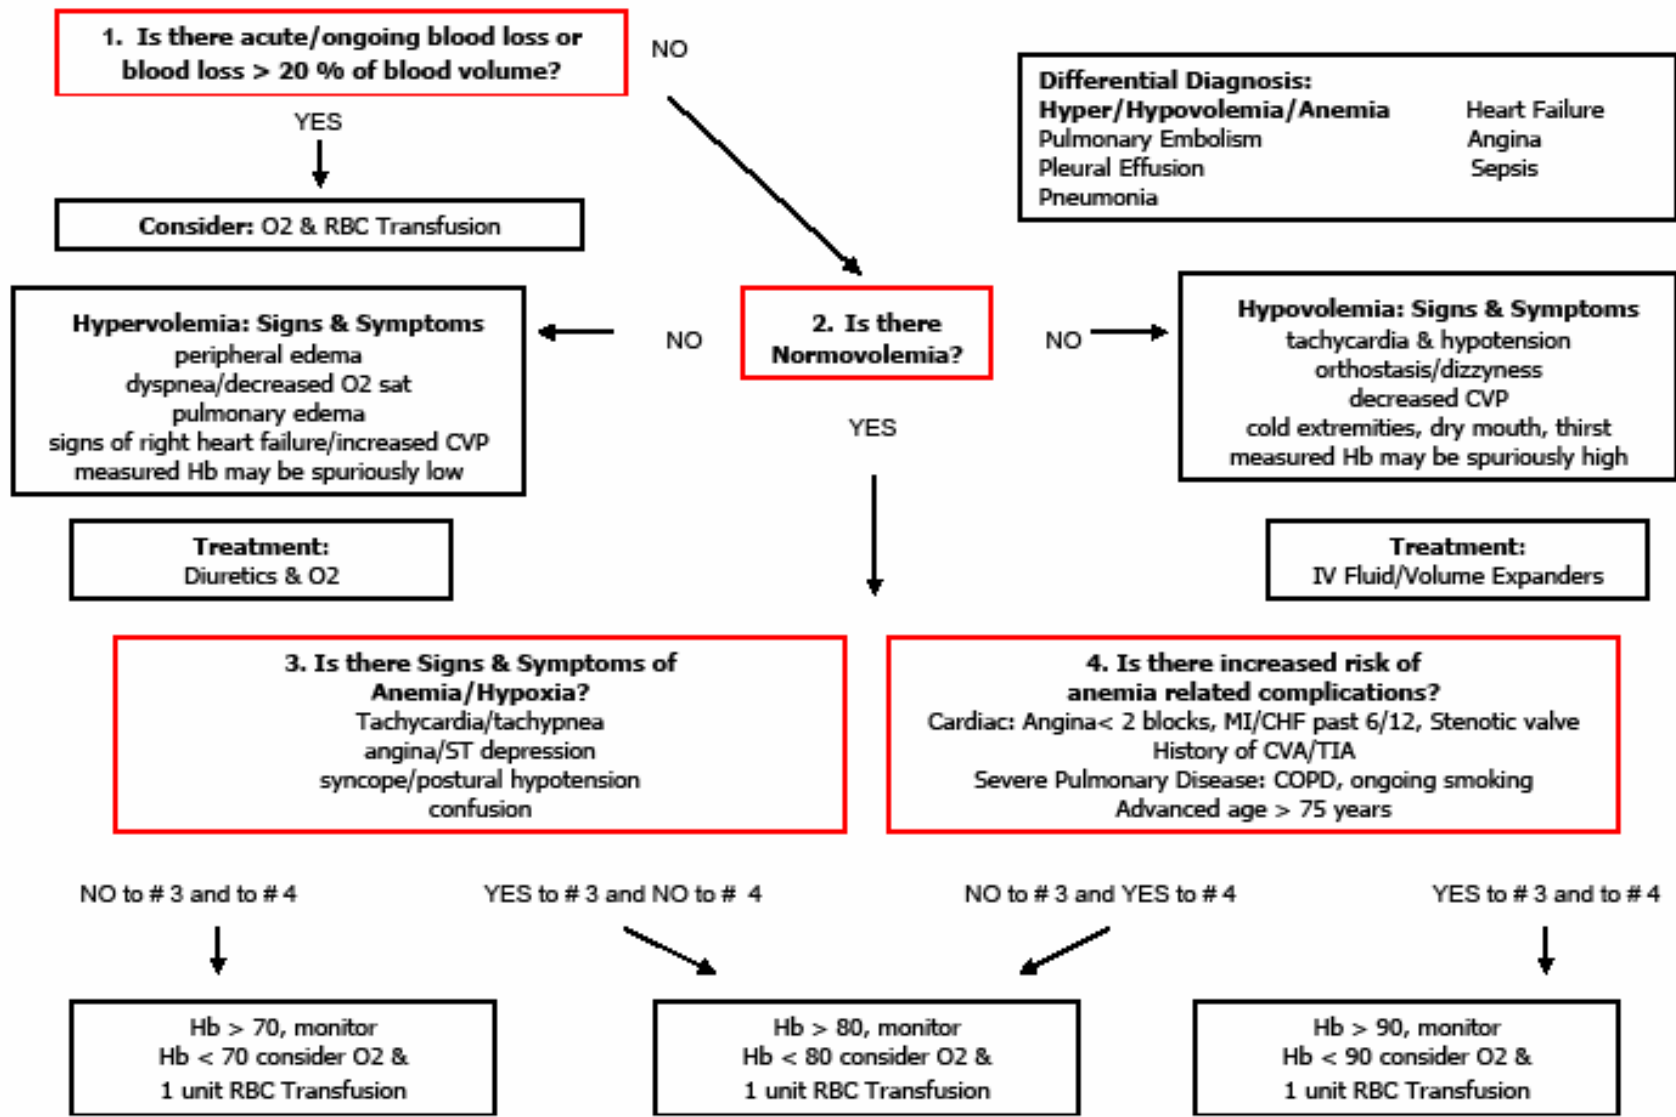 1. Is there acute/ongoing blood loss or
blood loss > 20 % of blood volume?
NO
YES
Consider: O2 & RBC Transfusion
Differential Diagnosis:
Hyper/Hypovolemia/Anemia Heart Failure
Pulmonary Embolism Angina
Pleural Effusion Sepsis
Pneumonia
Hypervolemia: Signs & Symptoms
peripheral edema
dyspnea/decreased O2 sat
pulmonary edema
signs of right heart failure/increased CVP
measured Hb may be spuriously low
NO
2. Is there
Normovolemia?
NO
YES
Hypovolemia: Signs & Symptoms
tachycardia & hypotension
orthostasis/dizzyness
decreased CVP
cold extremities, dry mouth, thirst
measured Hb may be spuriously high
Treatment:
Diuretics & O2
Treatment:
IV Fluid/Volume Expanders
3. Is there Signs & Symptoms of
Anemia/Hypoxia?
Tachycardia/tachypnea
angina/ST depression
syncope/postural hypotension
confusion
4. Is there increased risk of
anemia related complications?
Cardiac: Angina< 2 blocks, MI/CHF past 6/12, Stenotic valve
History of CVA/TIA
Severe Pulmonary Disease: COPD, ongoing smoking
Advanced age > 75 years
NO to # 3 and to # 4
YES to # 3 and NO to #  4
NO to # 3 and YES to # 4
YES to # 3 and to # 4
Hb > 70, monitor
Hb < 70 consider O2 &
1 unit RBC Transfusion
Hb > 80, monitor
Hb < 80 consider O2 &
1 unit RBC Transfusion
Hb > 90, monitor
Hb < 90 consider O2 &
1 unit RBC Transfusion